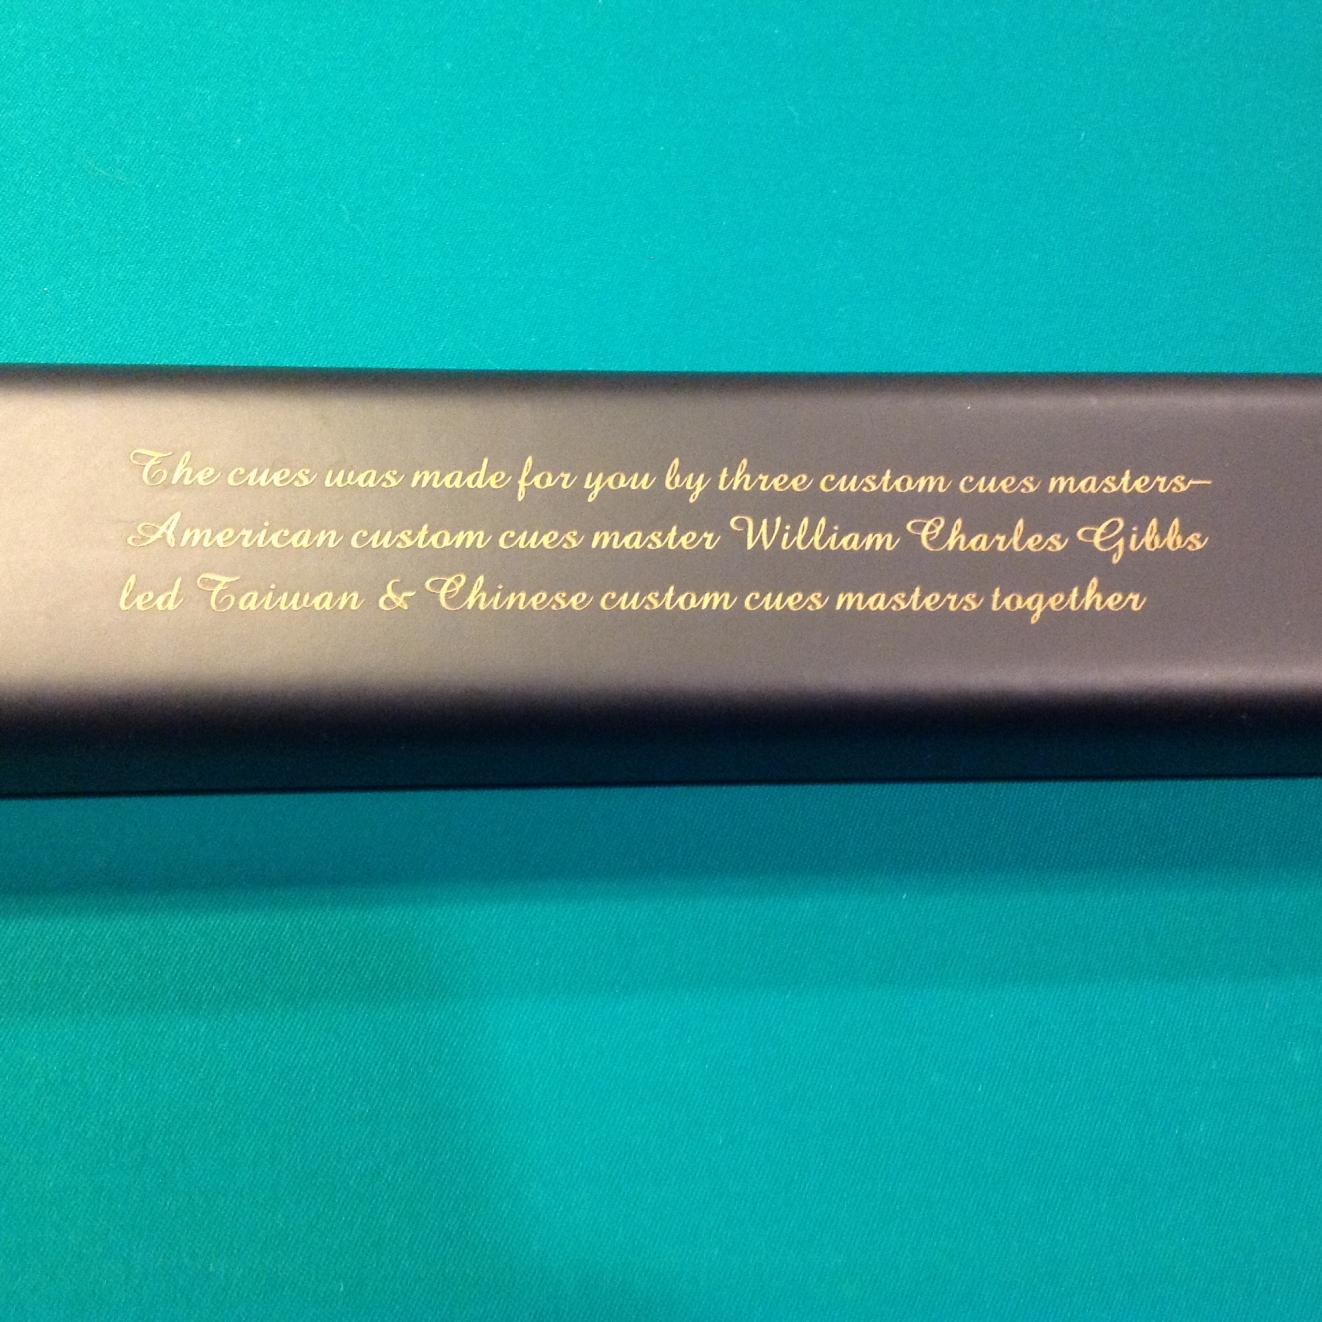 The cues was made for you by three custom cues masters–
American custom cues master William Charles Gibbs
led Taiwan & Chinese custom cues masters together